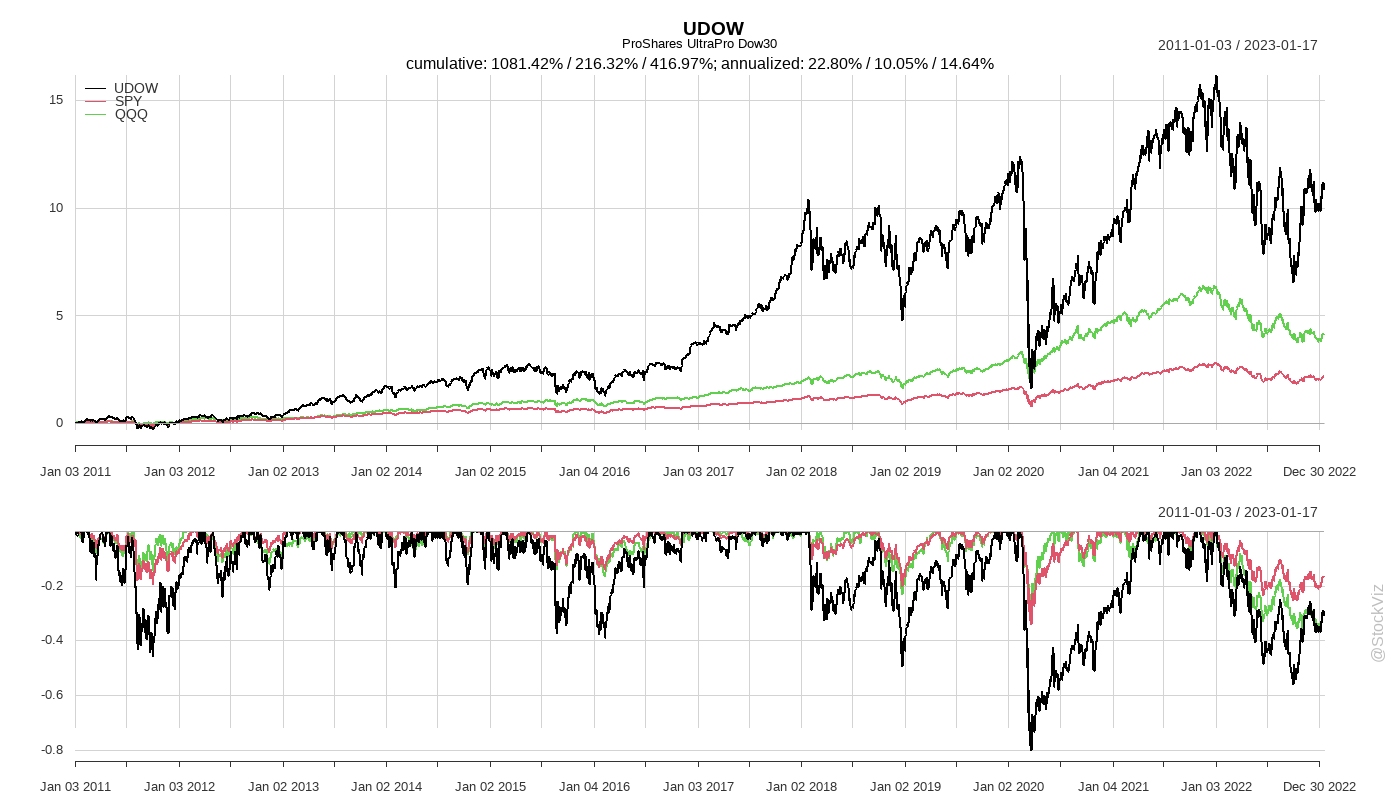 UDOW
ProShares UltraPro Dow30
2011-01-03 / 2023-01-17
cumulative: 1081.42% / 216.32% / 416.97%; annualized: 22.80% / 10.05% / 14.64%
UDOW
SPY
QQQ
15
10
5
0
Jan 03 2011 Jan 03 2012 Jan 02 2013 Jan 02 2014 Jan 02 2015 Jan 04 2016 Jan 03 2017 Jan 02 2018 Jan 02 2019 Jan 02 2020 Jan 04 2021 Jan 03 2022 Dec 30 2022
2011-01-03 / 2023-01-17
-0.2
-0.4
-0.6
-0.8
Jan 03 2011 Jan 03 2012 Jan 02 2013 Jan 02 2014 Jan 02 2015 Jan 04 2016 Jan 03 2017 Jan 02 2018 Jan 02 2019 Jan 02 2020 Jan 04 2021 Jan 03 2022 Dec 30 2022
@StockViz